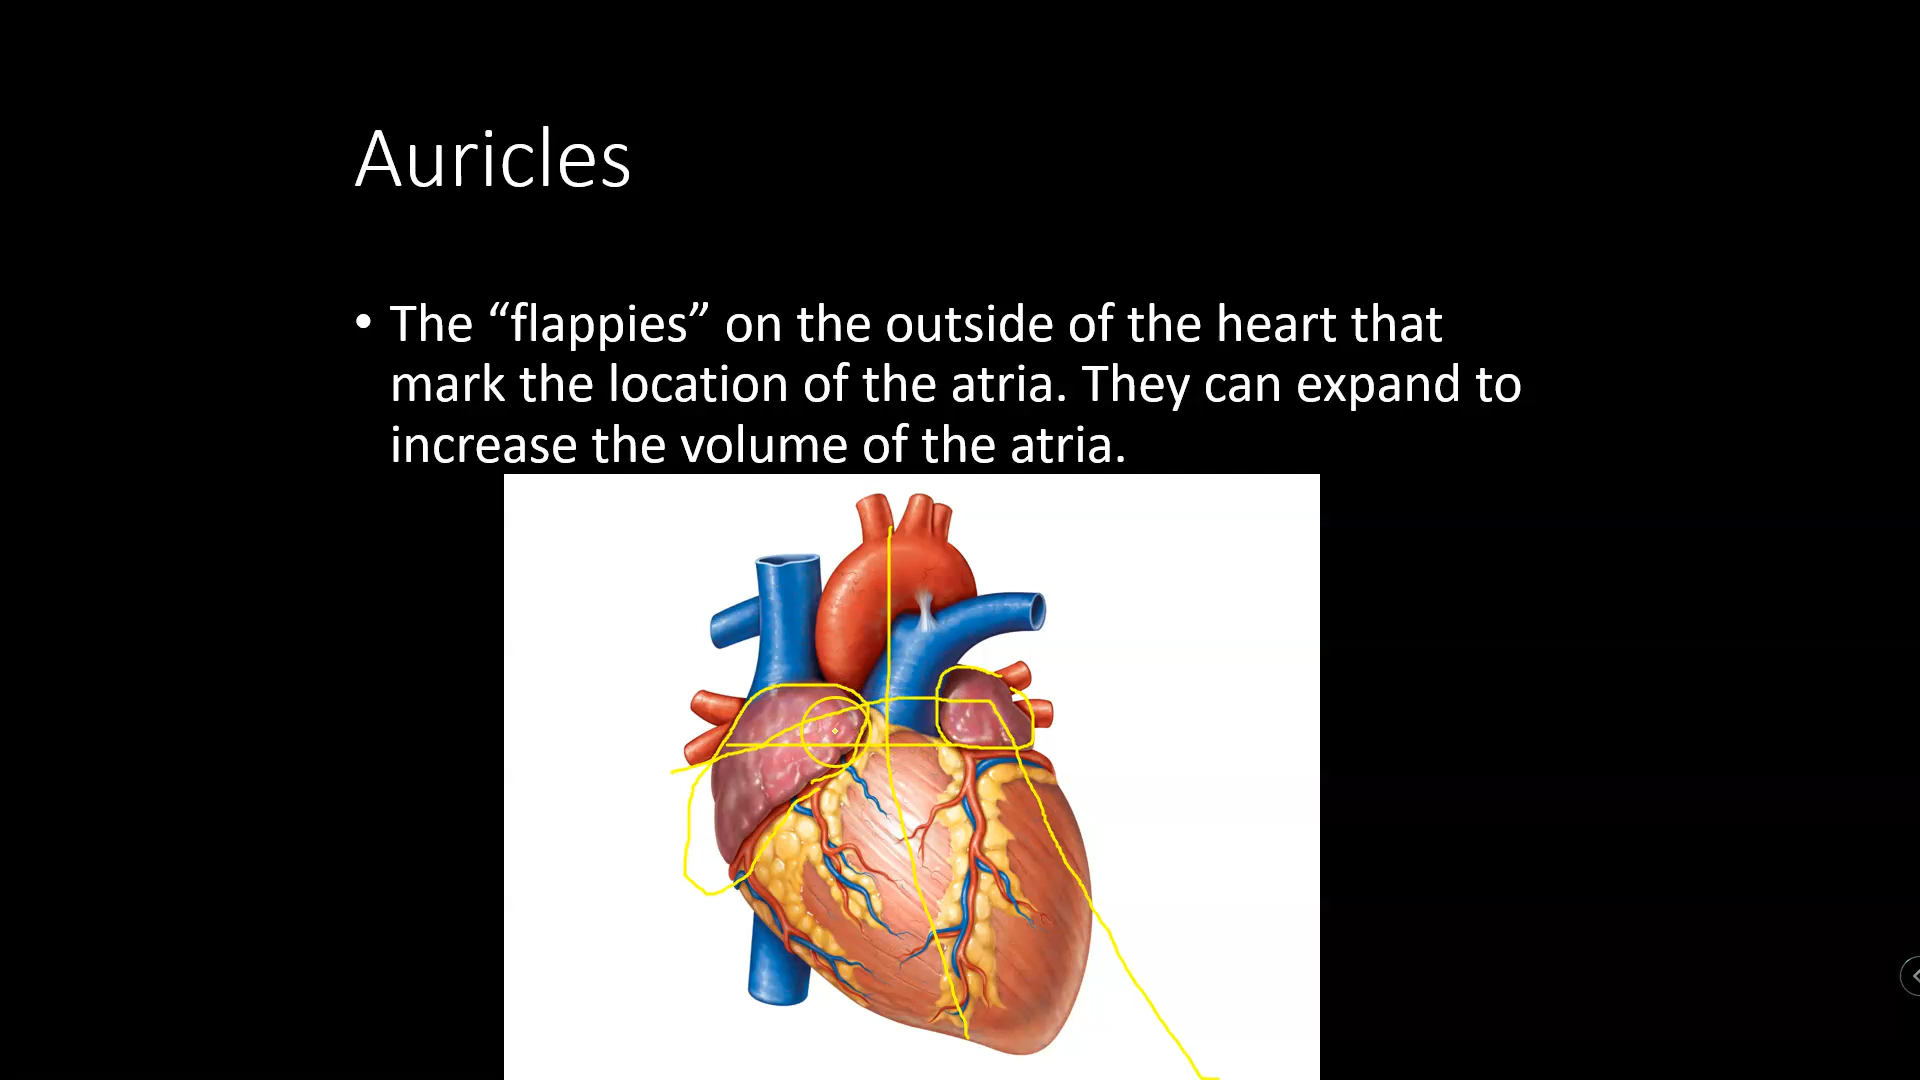 Auricles
• The “flappies” on the outside of the heart that
mark the location of the atria. They can expand to
increase the volume of the atria.